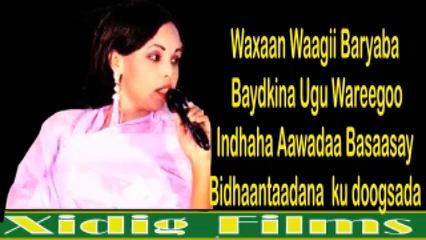 Waxaan Waagii Baryaba
Baydkina Ugu Wareegoo
Indhaha Aawadaa Basaasay
Bidhaantaadana ku doogsada
Xidig Films